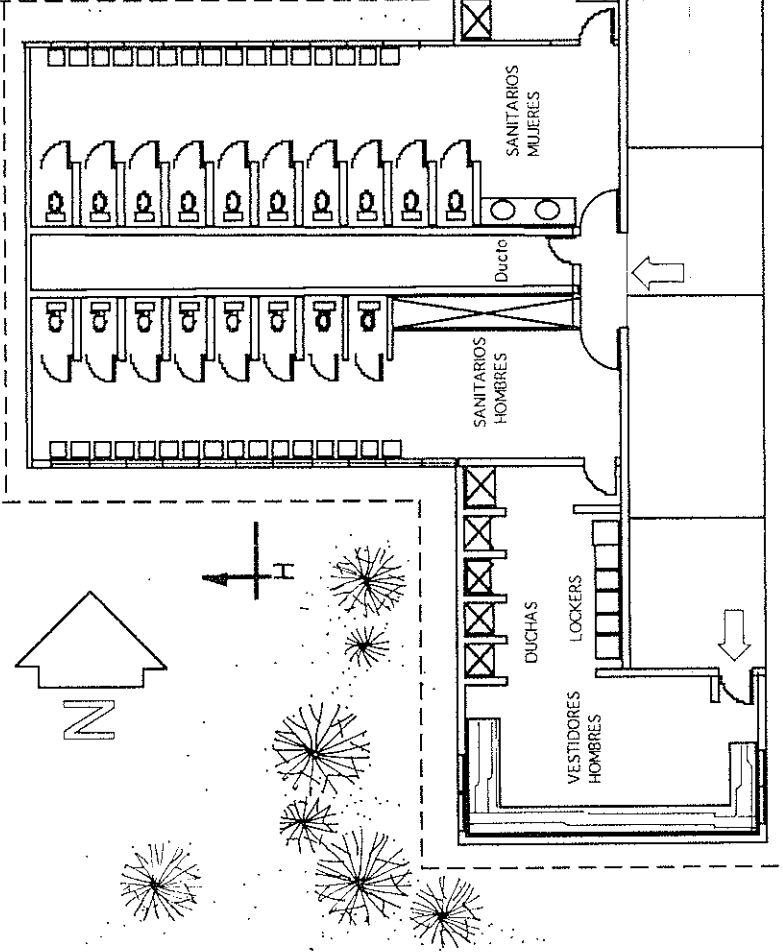 SANITARIOS
MUJERES
Ducto
SANITARIOS
HOMBRES
DUCHAS
LOCKERS
VESTIDORES
HOMBRES
N
H